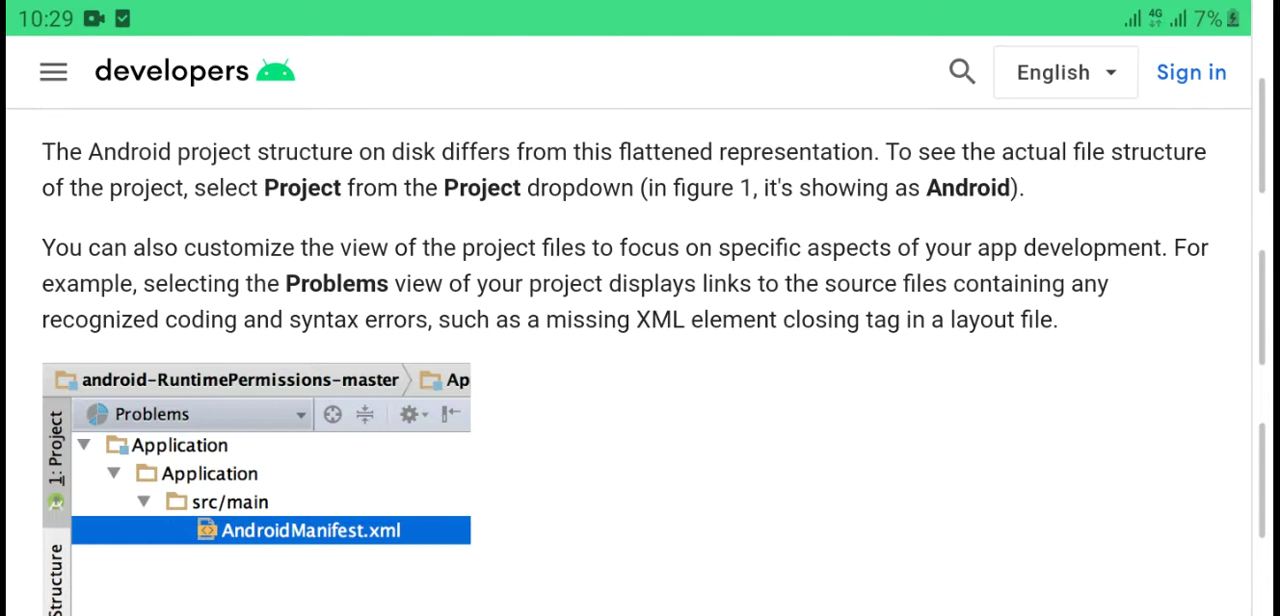 10:29 4G 7%
developers English Sign in
The Android project structure on disk differs from this flattened representation. To see the actual file structure
of the project, select Project from the Project dropdown (in figure 1, it's showing as Android).
You can also customize the view of the project files to focus on specific aspects of your app development. For
example, selecting the Problems view of your project displays links to the source files containing any
recognized coding and syntax errors, such as a missing XML element closing tag in a layout file.
android-RuntimePermissions-master Ap
Problems
1: Project
Application
Application
src/main
AndroidManifest.xml
Structure